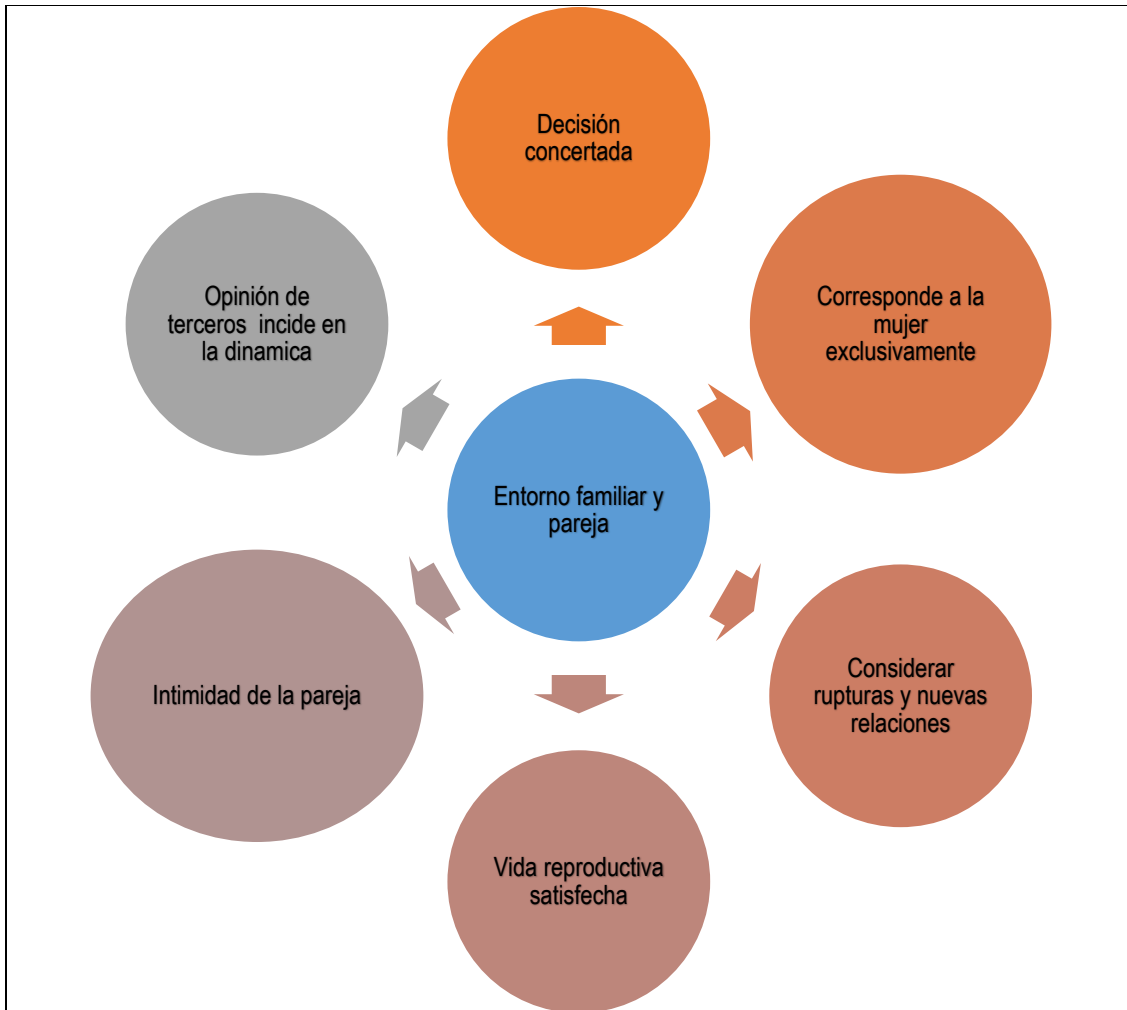 Decisión
concertada
Corresponde a la
mujer
exclusivamente
Considerar
rupturas y nuevas
relaciones
Vida reproductiva
satisfecha
Intimidad de la pareja
Opinión de
terceros  incide en
la dinamica
Entorno familiar y
pareja